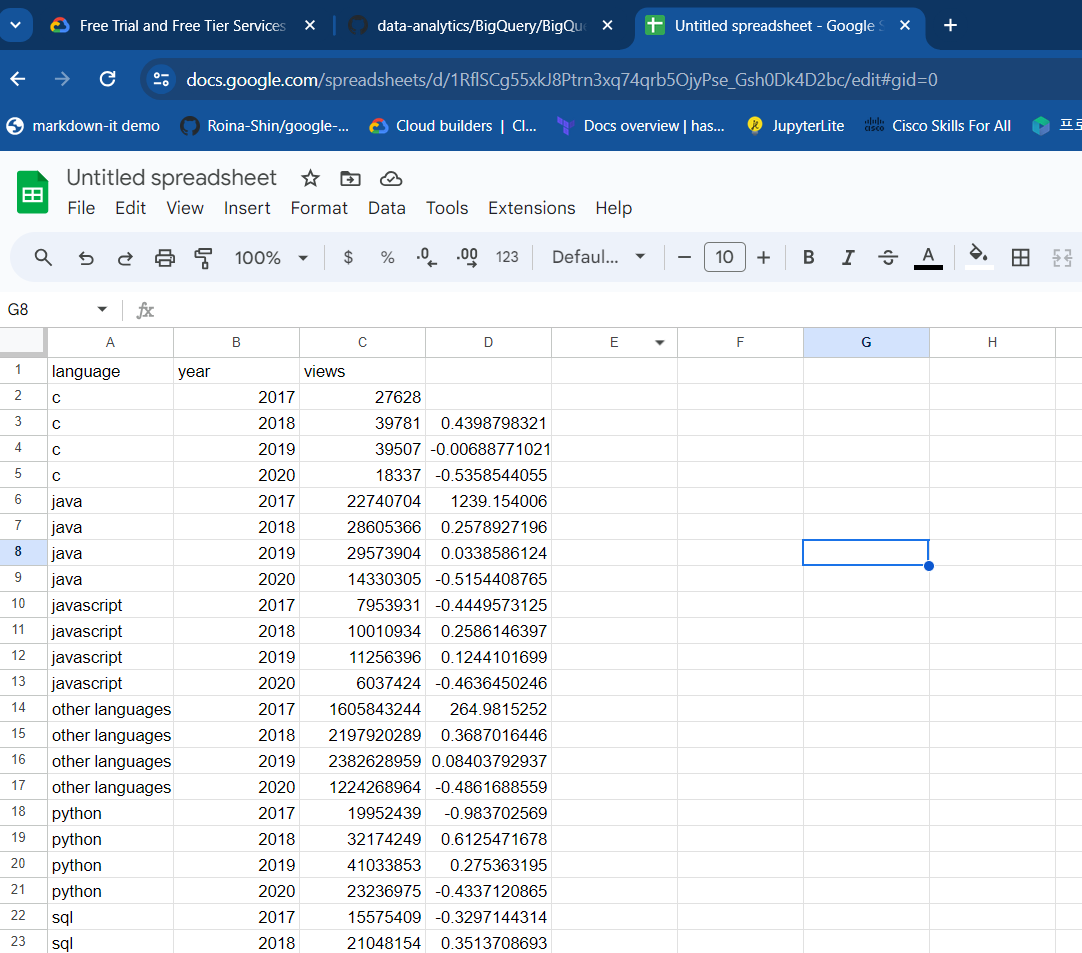 Free Trial and Free Tier Services
data-analytics/BigQuery/BigQu
Untitled spreadsheet - Google S
docs.google.com/spreadsheets/d/1RflSCg55xkJ8Ptrn3xq74qrb5OjyPse_Gsh0Dk4D2bc/edit#gid=0
markdown-it demo Roina-Shin/google-... Cloud builders | Cl... Docs overview | has... JupyterLite Cisco Skills For All 프로
Untitled spreadsheet
File Edit View Insert Format Data Tools Extensions Help
100% $ % .0 .00 123 Defaul... − 10 + B I A
G8 fx
A B C D E F G H
1 language year views
2 c 2017 27628
3 c 2018 39781 0.4398798321
4 c 2019 39507 -0.00688771021
5 c 2020 18337 -0.5358544055
6 java 2017 22740704 1239.154006
7 java 2018 28605366 0.2578927196
8 java 2019 29573904 0.0338586124
9 java 2020 14330305 -0.5154408765
10 javascript 2017 7953931 -0.4449573125
11 javascript 2018 10010934 0.2586146397
12 javascript 2019 11256396 0.1244101699
13 javascript 2020 6037424 -0.4636450246
14 other languages 2017 1605843244 264.9815252
15 other languages 2018 2197920289 0.3687016446
16 other languages 2019 2382628959 0.08403792937
17 other languages 2020 1224268964 -0.4861688559
18 python 2017 19952439 -0.983702569
19 python 2018 32174249 0.6125471678
20 python 2019 41033853 0.275363195
21 python 2020 23236975 -0.4337120865
22 sql 2017 15575409 -0.3297144314
23 sql 2018 21048154 0.3513708693